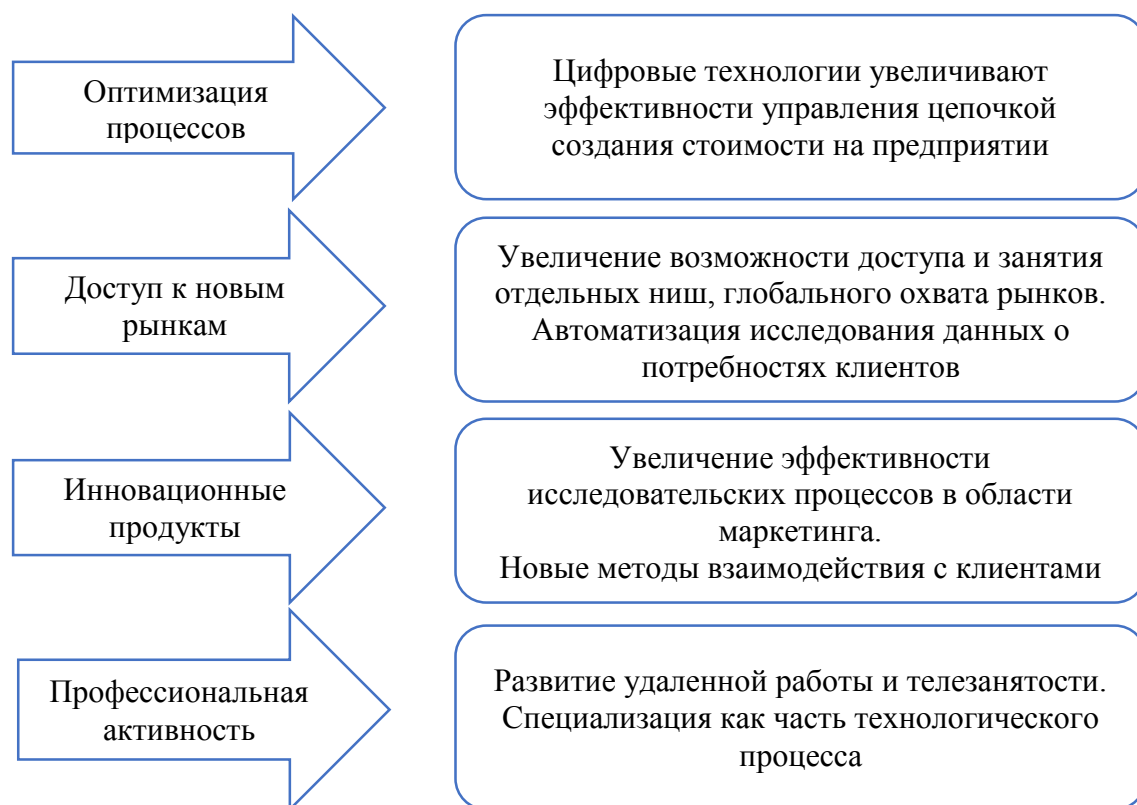 Оптимизация
процессов
Цифровые технологии увеличивают
эффективности управления цепочкой
создания стоимости на предприятии
Доступ к новым
рынкам
Увеличение возможности доступа и занятия
отдельных ниш, глобального охвата рынков.
Автоматизация исследования данных о
потребностях клиентов
Инновационные
продукты
Увеличение эффективности
исследовательских процессов в области
маркетинга.
Новые методы взаимодействия с клиентами
Профессиональная
активность
Развитие удаленной работы и телезанятости.
Специализация как часть технологического
процесса